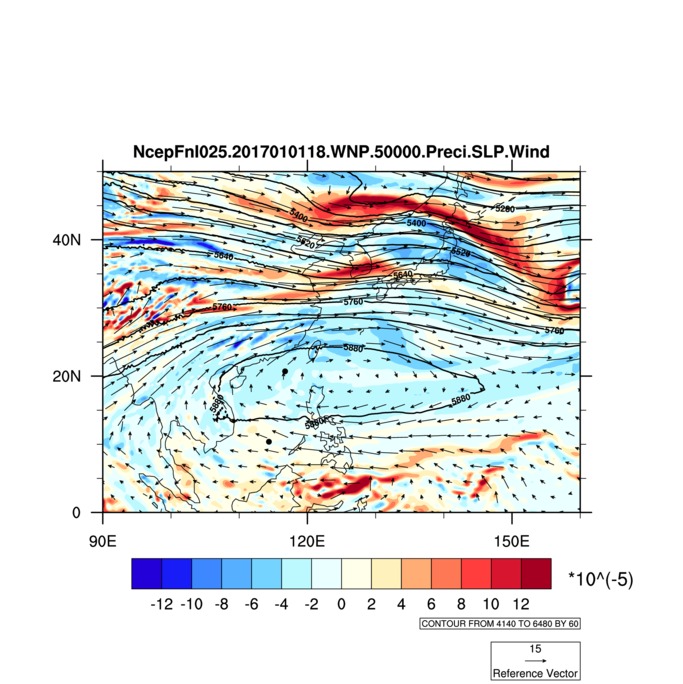 NcepFnl025.2017010118.WNP.50000.Preci.SLP.Wind
5280
5400
5400
40N
5520
5520
5640
5640
5760
5760
5760
5880
20N
5880
5880
5880
0
90E 120E 150E
*10^(-5)
-12 -10 -8 -6 -4 -2 0 2 4 6 8 10 12
CONTOUR FROM 4140 TO 6480 BY 60
15
Reference Vector